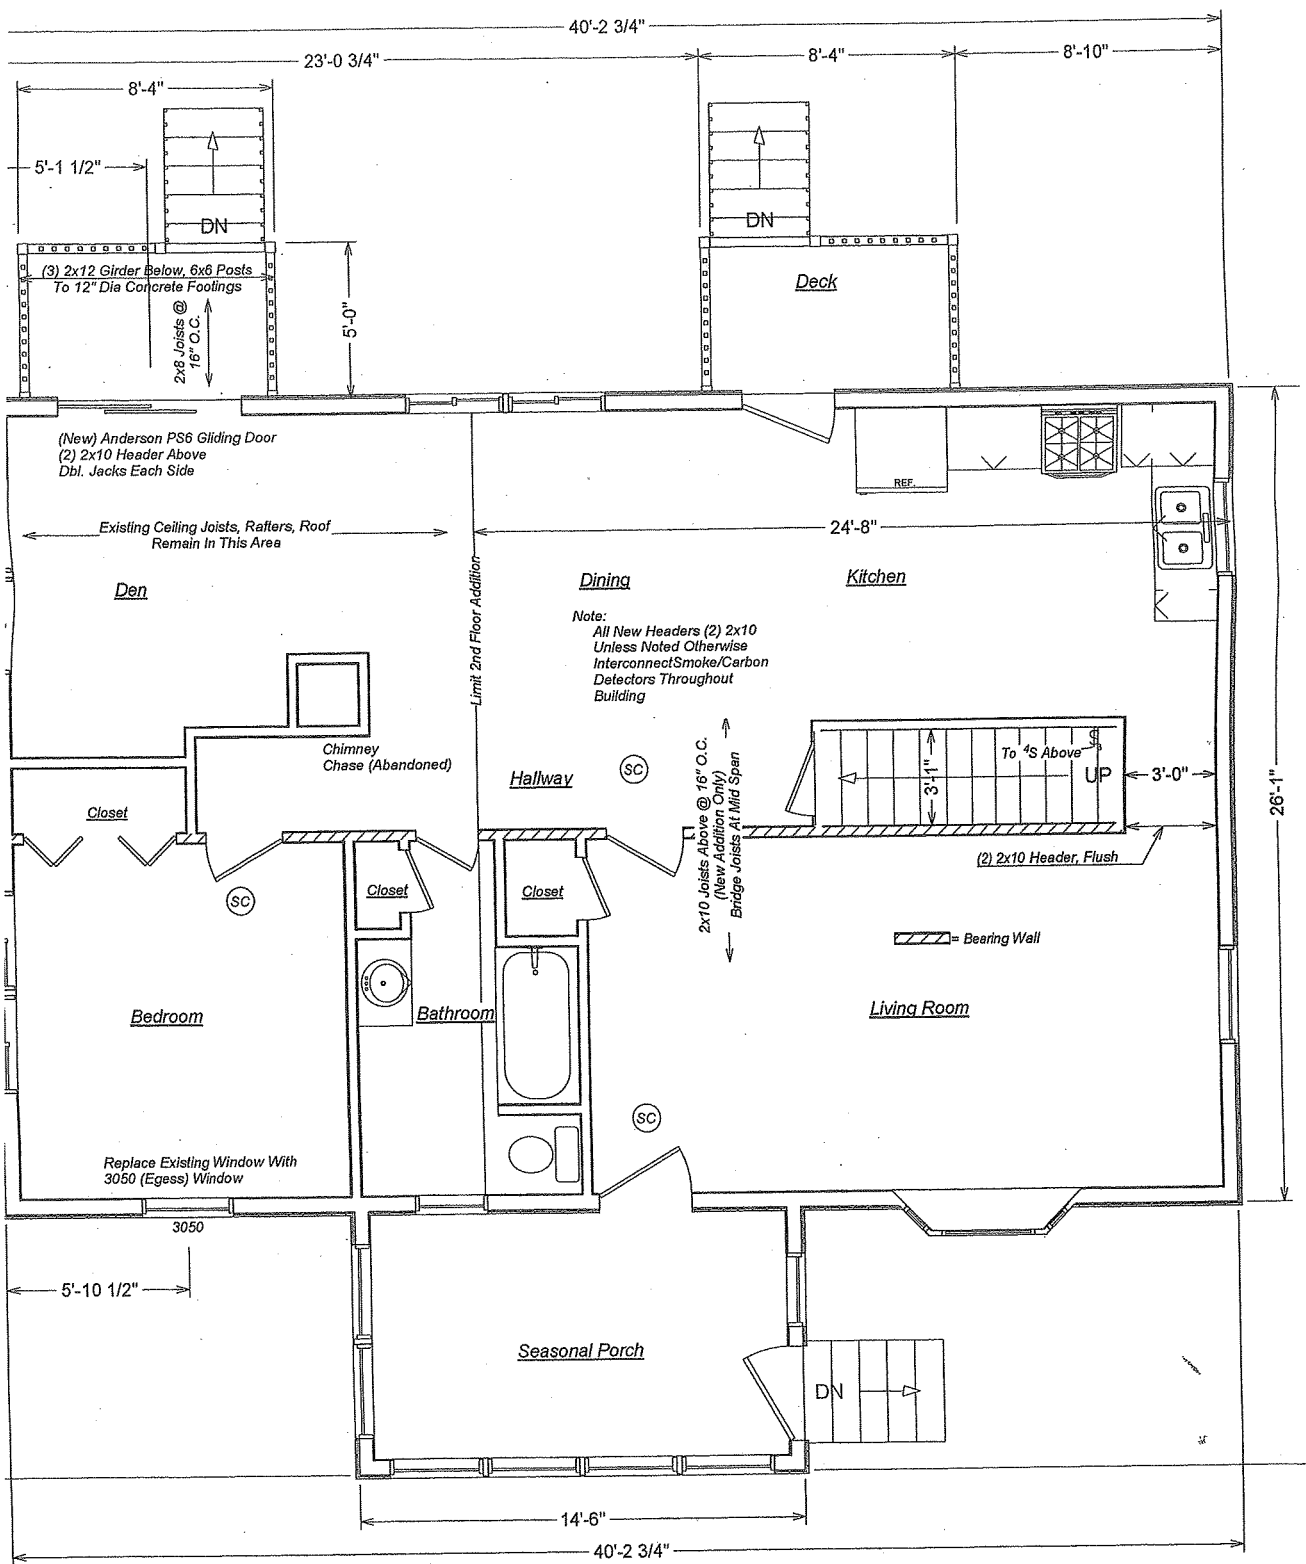 40'-2 3/4"
23'-0 3/4"
8'-4"
8'-10"
8'-4"
5'-1 1/2"
DN
DN
(3) 2x12 Girder Below, 6x6 Posts
To 12" Dia Concrete Footings
2x8 Joists @
16" O.C.
5'-0"
Deck
(New) Anderson PS6 Gliding Door
(2) 2x10 Header Above
Dbl. Jacks Each Side
REF.
Existing Ceiling Joists, Rafters, Roof
Remain In This Area
24'-8"
Den
Limit 2nd Floor Addition
Dining
Kitchen
Note:
All New Headers (2) 2x10
Unless Noted Otherwise
InterconnectSmoke/Carbon
Detectors Throughout
Building
Chimney
Chase (Abandoned)
Hallway
SC
2x10 Joists Above @ 16" O.C.
(New Addition Only)
Bridge Joists At Mid Span
3'-1"
To 4S Above
S
UP
3'-0"
26'-1"
Closet
(2) 2x10 Header, Flush
SC
Closet
Closet
= Bearing Wall
Bedroom
Bathroom
Living Room
SC
Replace Existing Window With
3050 (Egess) Window
3050
5'-10 1/2"
Seasonal Porch
DN
14'-6"
40'-2 3/4"